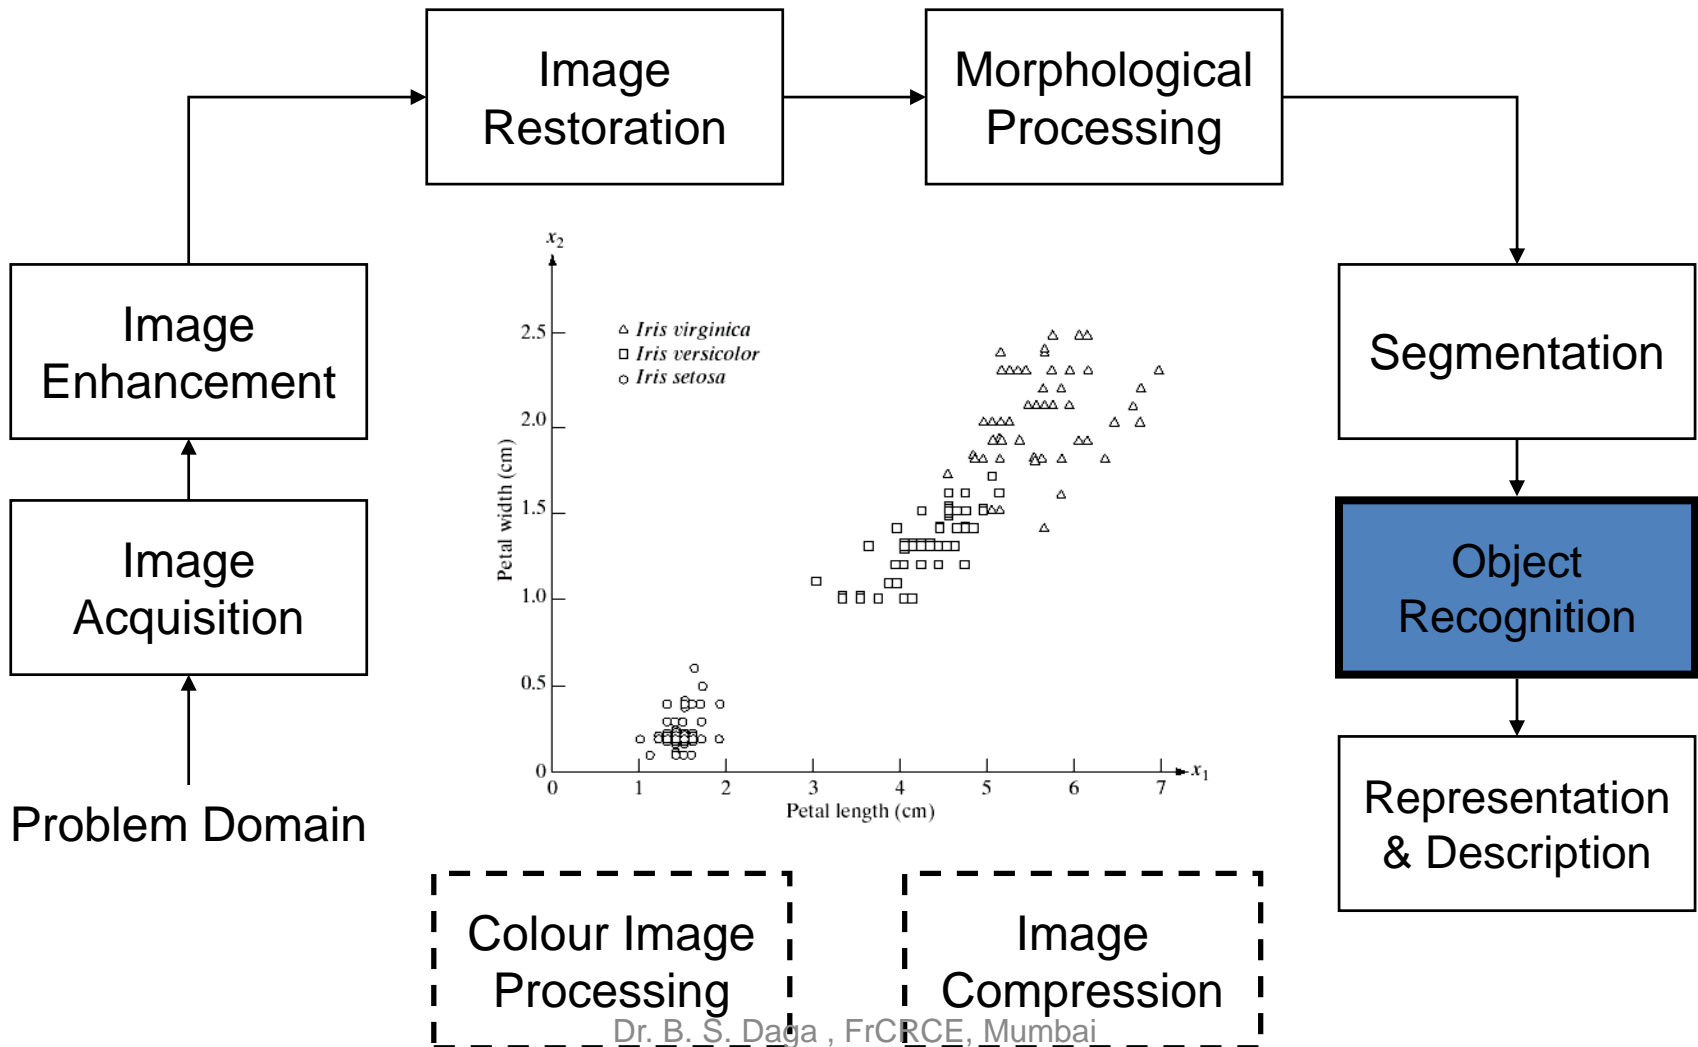 Image
Restoration
Morphological
Processing
Image
Enhancement
Segmentation
Image
Acquisition
Object
Recognition
Problem Domain
Representation
& Description
x2
Iris virginica
Iris versicolor
Iris setosa
2.5
2.0
1.5
1.0
0.5
0
Petal width (cm)
0 1 2 3 4 5 6 7
x1
Petal length (cm)
Colour Image
Processing
Image
Compression
Dr. B. S. Daga , FrCRCE, Mumbai